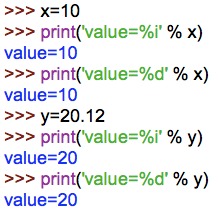 >>> x=10
>>> print('value=%i' % x)
value=10
>>> print('value=%d' % x)
value=10
>>> y=20.12
>>> print('value=%i' % y)
value=20
>>> print('value=%d' % y)
value=20